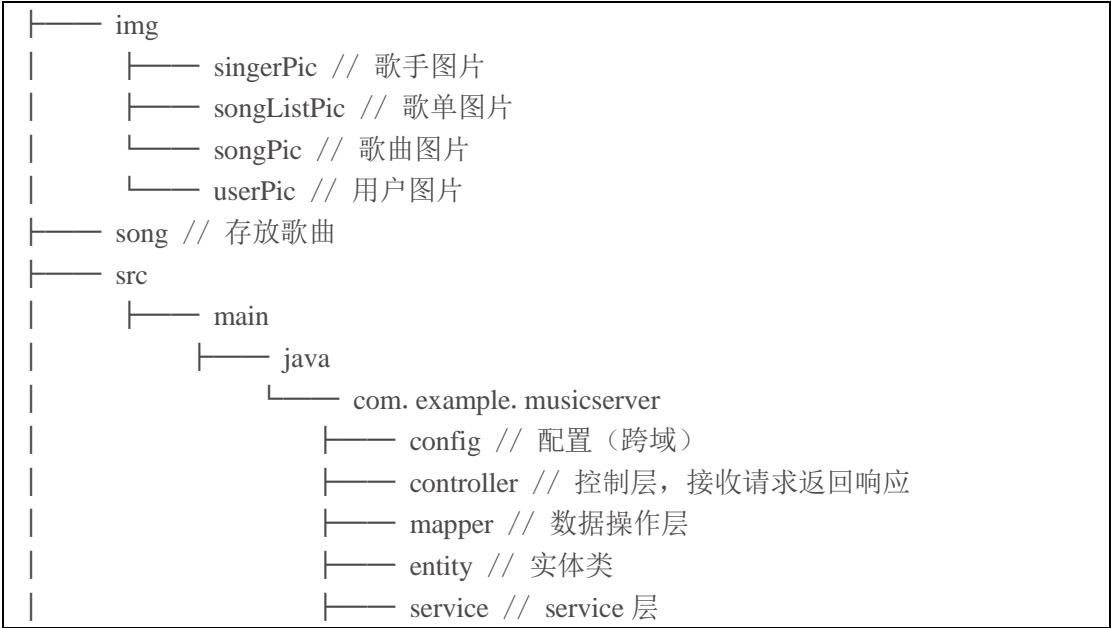 ├── img
│   ├── singerPic // 歌手图片
│   ├── songListPic // 歌单图片
│   └── songPic // 歌曲图片
│   └── userPic // 用户图片
├── song // 存放歌曲
├── src
│   ├── main
│       ├── java
│           └── com.example.musicserver
│               ├── config // 配置（跨域）
│               ├── controller // 控制层，接收请求返回响应
│               ├── mapper // 数据操作层
│               ├── entity // 实体类
│               ├── service // service 层